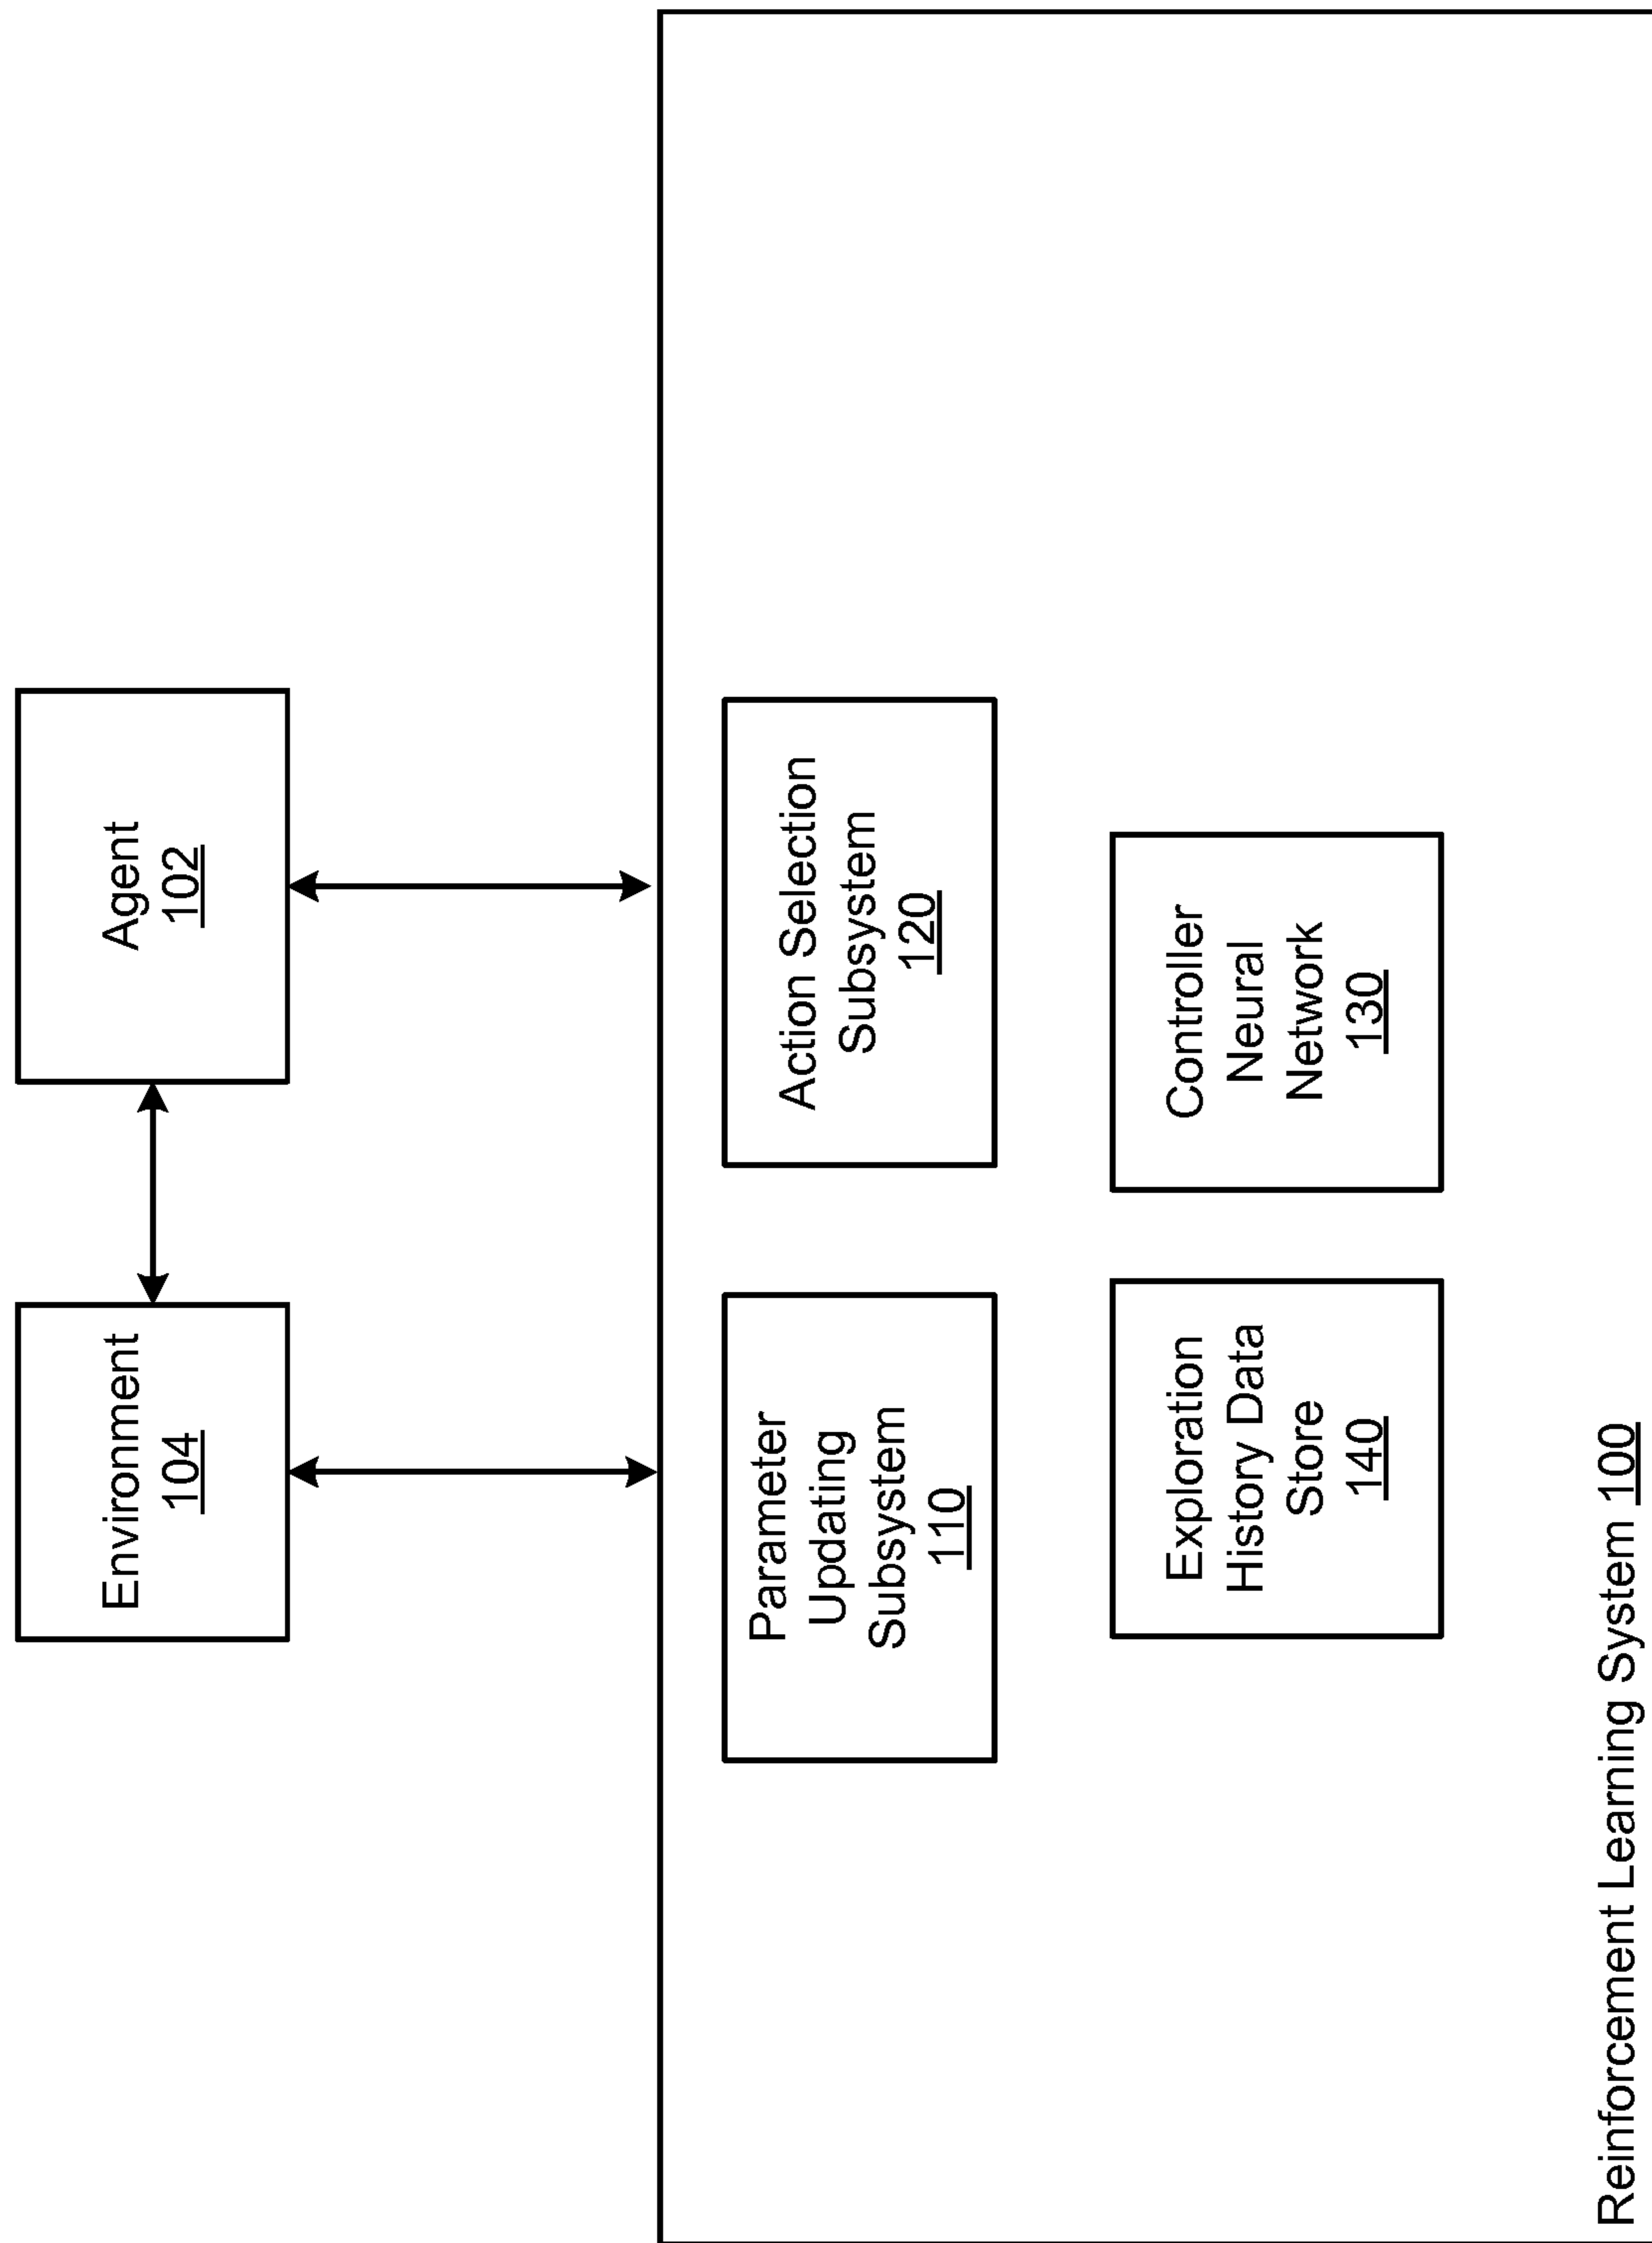 Environment
104
Agent
102
Parameter
Updating
Subsystem
110
Action Selection
Subsystem
120
Exploration
History Data
Store
140
Controller
Neural
Network
130
Reinforcement Learning System 100